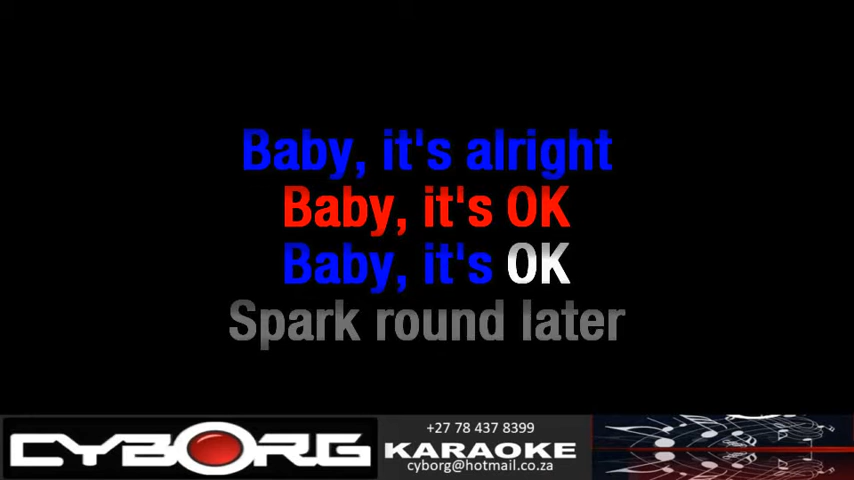 Baby, it's alright
Baby, it's OK
Baby, it's OK
Spark round later
CYBORG
+27 78 437 8399
KARAOKE
cyborg@hotmail.co.za